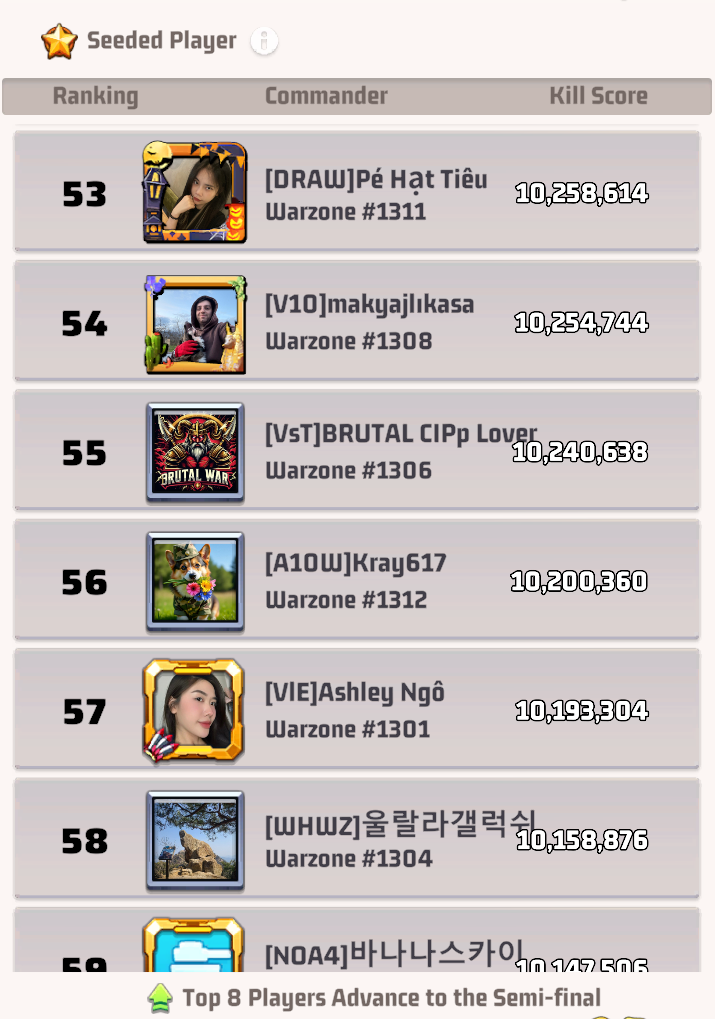 Seeded Player
Ranking Commander Kill Score
53
[DRAW]Pé Hạt Tiêu
Warzone #1311
10,258,614
54
[V10]makyajlıkasa
Warzone #1308
10,254,744
55
BRUTAL WAR
[VsT]BRUTAL CIPp Lover
Warzone #1306
10,240,638
56
[A10W]Kray617
Warzone #1312
10,200,360
57
[VlE]Ashley Ngô
Warzone #1301
10,193,304
58
[WHWZ]울랄라갤럭쉬
Warzone #1304
10,158,876
59
[NOA4]바나나스카이
10,147,506
Top 8 Players Advance to the Semi-final